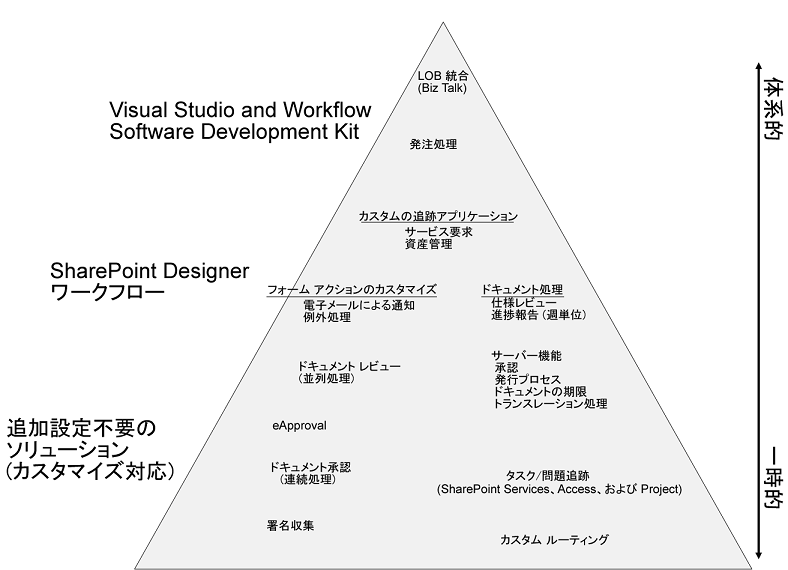 LOB 統合
(Biz Talk)
体系的
Visual Studio and Workflow
Software Development Kit
発注処理
カスタムの追跡アプリケーション
サービス要求
資産管理
SharePoint Designer
ワークフロー
フォーム アクションのカスタマイズ
電子メールによる通知
例外処理
ドキュメント処理
仕様レビュー
進捗報告 (週単位)
ドキュメント レビュー
(並列処理)
サーバー機能
承認
発行プロセス
ドキュメントの期限
トランスレーション処理
追加設定不要の
ソリューション
(カスタマイズ対応)
eApproval
ドキュメント承認
(連続処理)
署名収集
タスク/問題追跡
(SharePoint Services、Access、および Project)
カスタム ルーティング
一時的